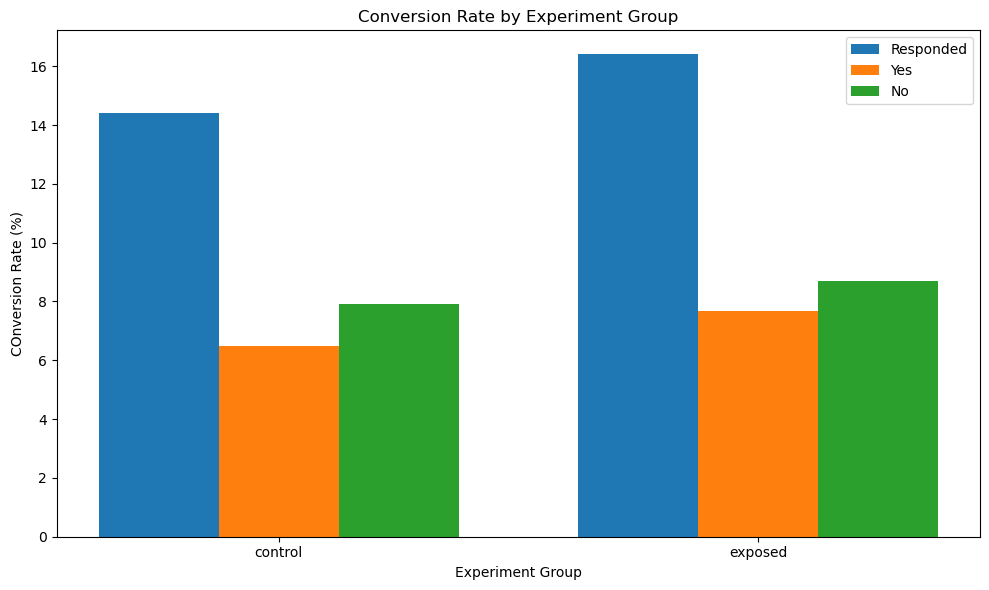 Conversion Rate by Experiment Group
Responded
Yes
No
16
14
12
10
8
6
4
2
0
COnversion Rate (%)
control
exposed
Experiment Group